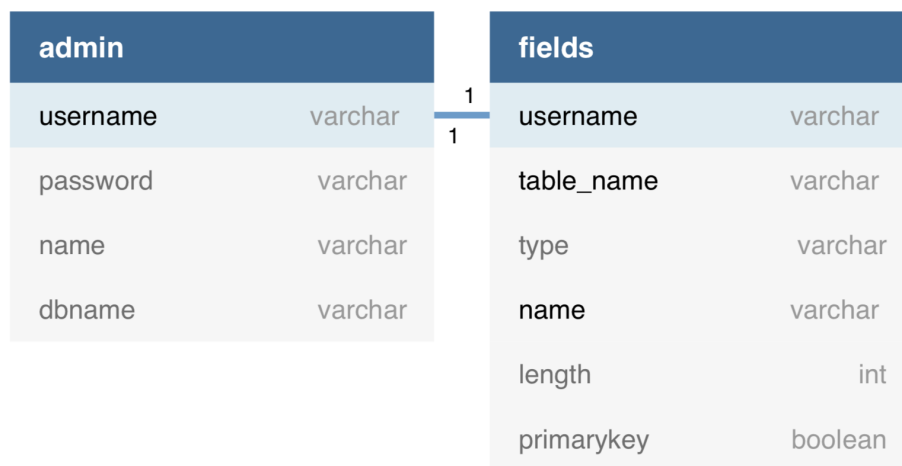 admin
username varchar
password varchar
name varchar
dbname varchar
1
1
fields
username varchar
table_name varchar
type varchar
name varchar
length int
primarykey boolean